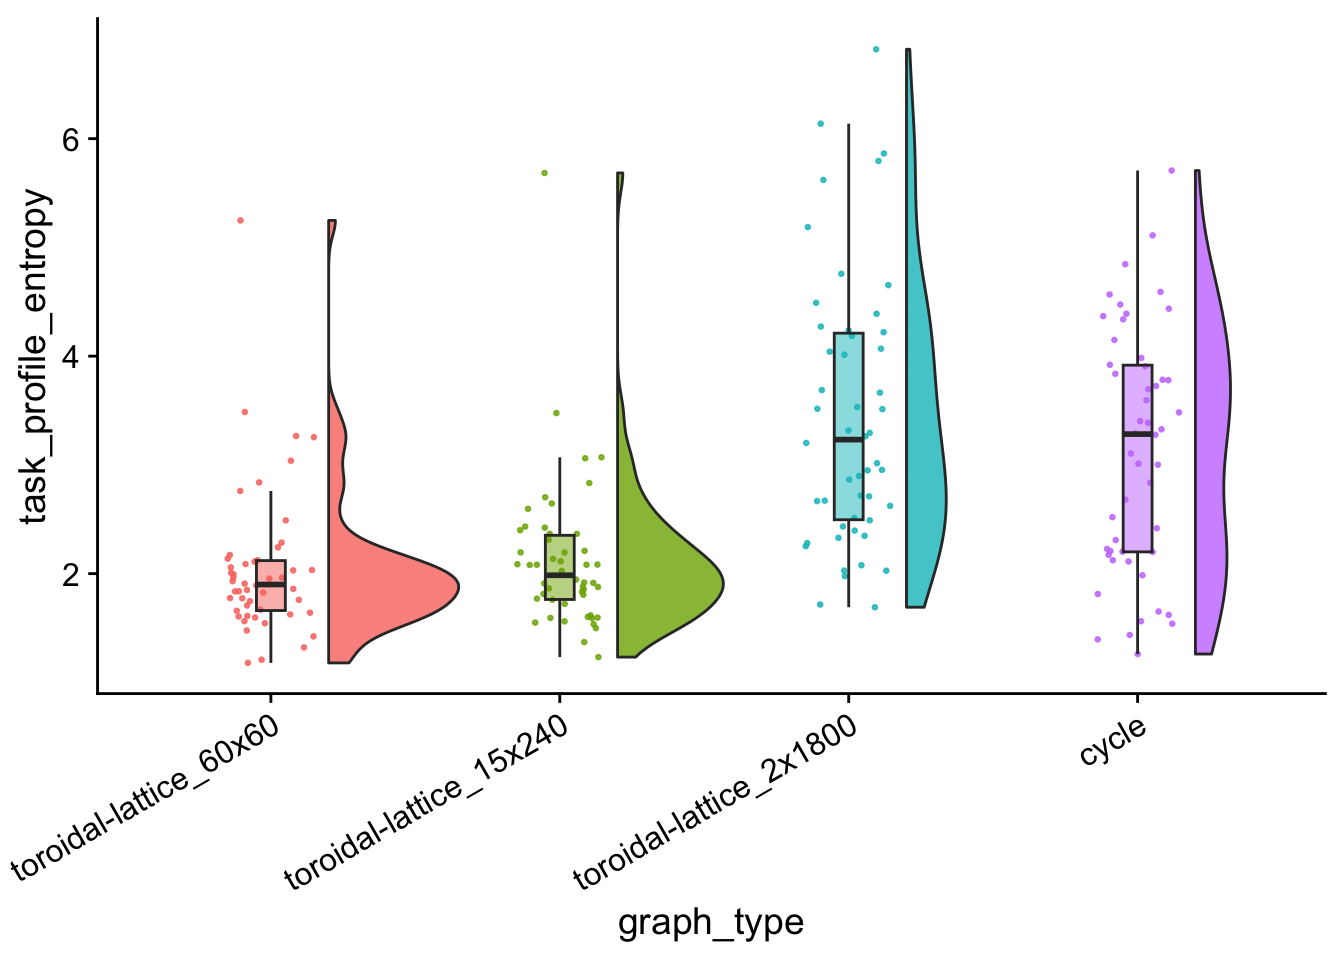 task_profile_entropy
6
4
2
toroidal-lattice_60x60
toroidal-lattice_15x240
toroidal-lattice_2x1800
cycle
graph_type